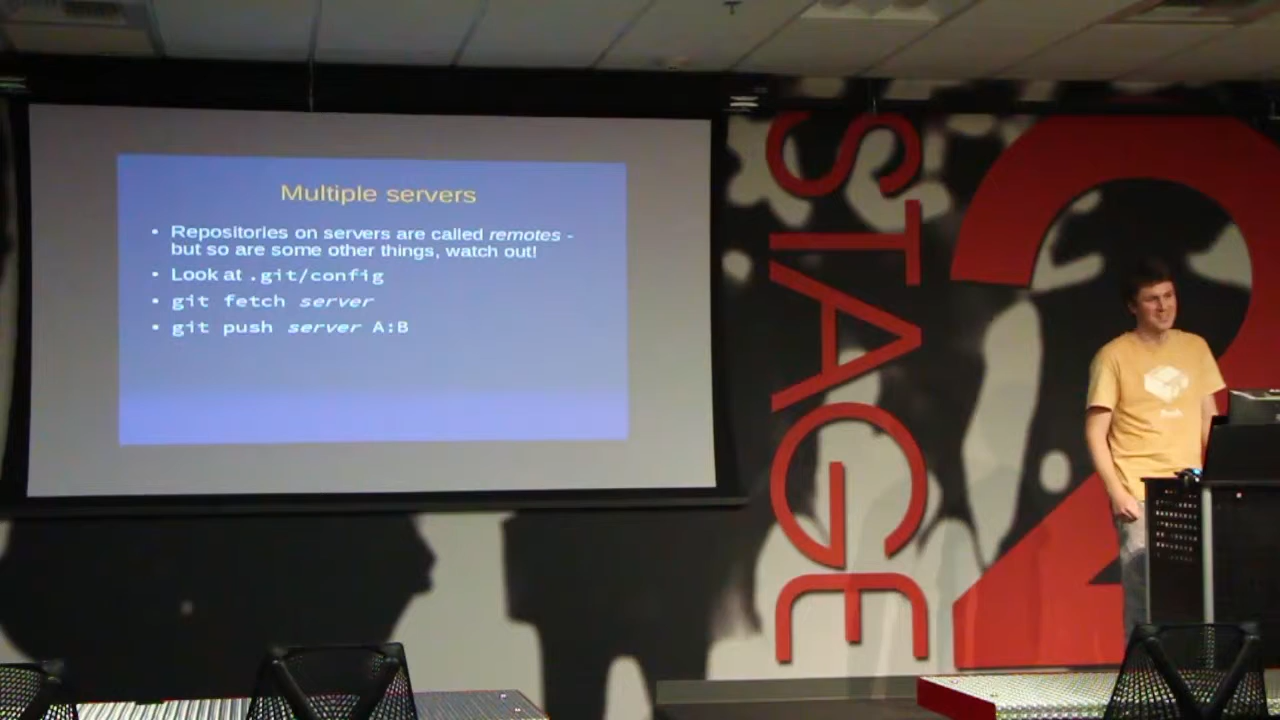 Multiple servers
• Repositories on servers are called remotes -
but so are some other things, watch out!
• Look at .git/config
• git fetch server
• git push server A:B
STAGE
2